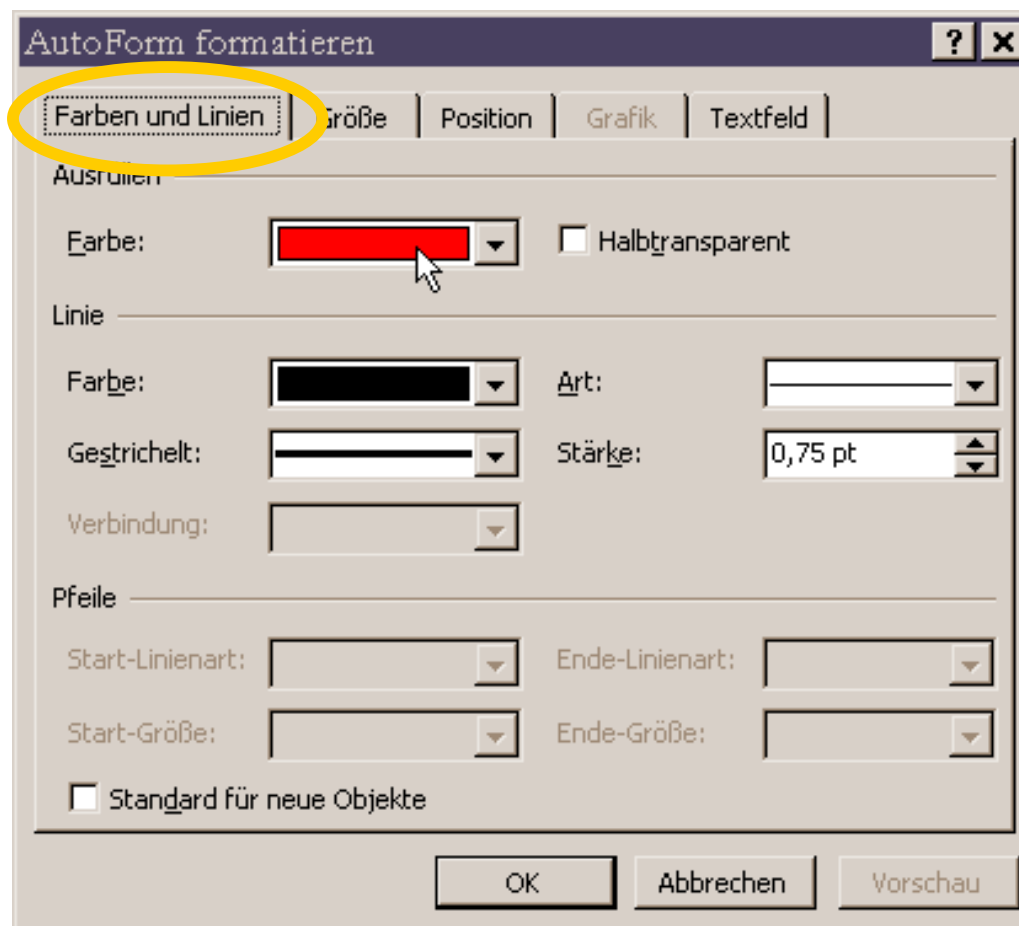 AutoForm formatieren
Farben und Linien Größe Position Grafik Textfeld
Ausfüllen
Farbe: Halbtransparent
Linie
Farbe: Art:
Gestrichelt: Stärke: 0,75 pt
Verbindung:
Pfeile
Start-Linienart: Ende-Linienart:
Start-Größe: Ende-Größe:
Standard für neue Objekte
OK Abbrechen Vorschau